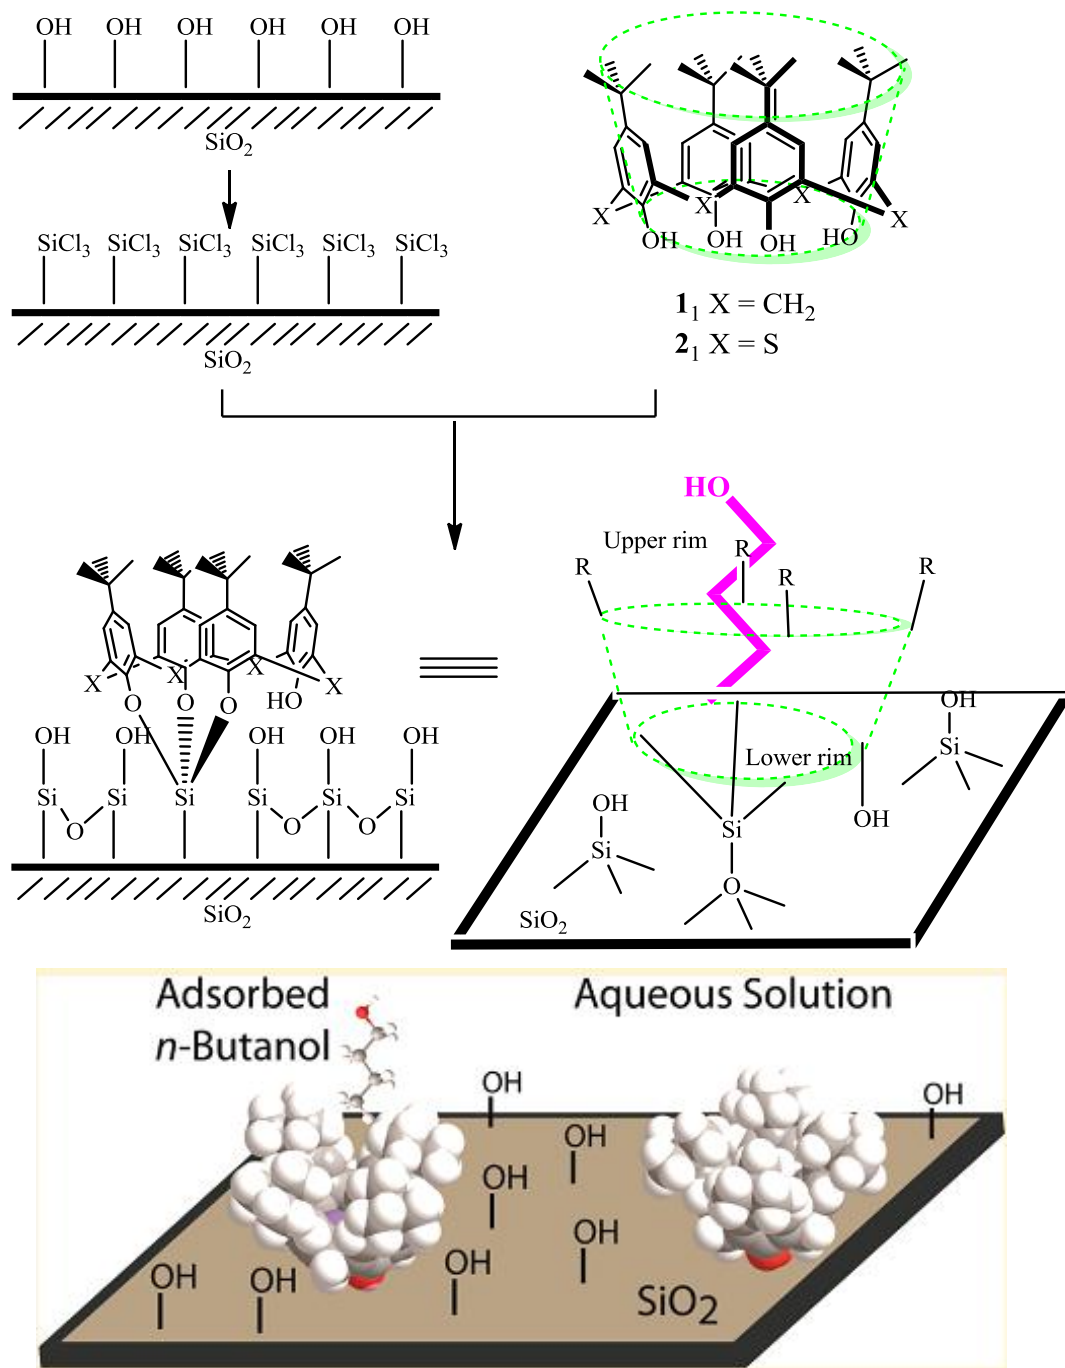 OH OH OH OH OH OH
SiO2
SiCl3 SiCl3 SiCl3 SiCl3 SiCl3 SiCl3
SiO2
X X X X
OH OH OH HO
1, X = CH2
2, X = S
X X X X
O O O HO
OH OH OH OH OH
Si Si Si Si Si Si
O O O
SiO2
HO
Upper rim
R R R R
Lower rim
OH
Si
OH
Si
OH
Si
O
SiO2
Adsorbed
n-Butanol
Aqueous Solution
OH
OH
OH
OH
OH
OH
OH
OH
SiO2